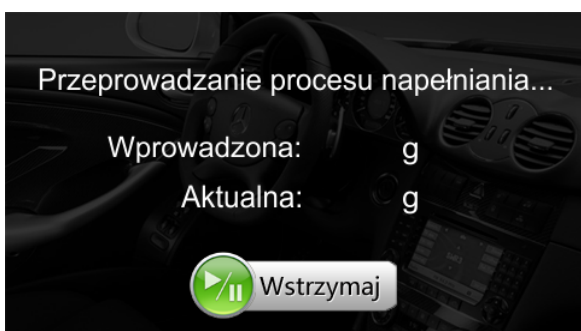 Przeprowadzanie procesu napełniania...
Wprowadzona: g
Aktualna: g
Wstrzymaj